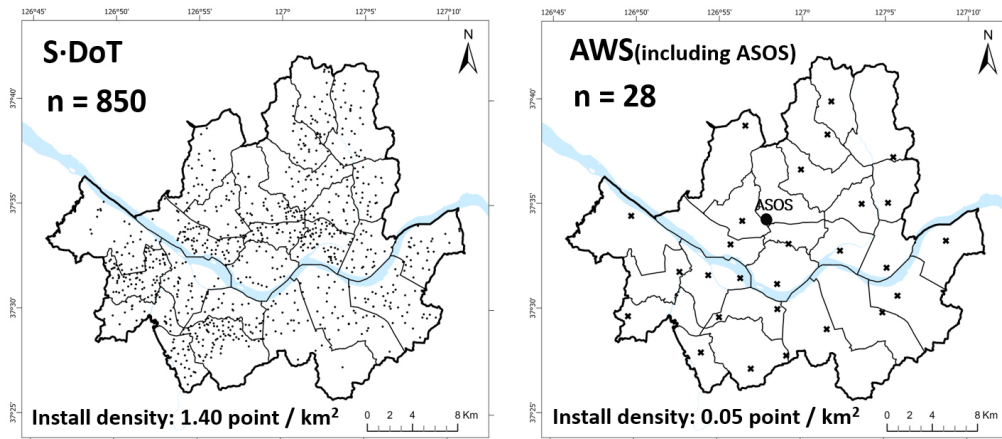 126°45' 126°50' 126°55' 127° 127°5' 127°10'
S·DoT
n = 850
N
37°40'
37°35'
37°30'
37°25'
Install density: 1.40 point / km²
0 2 4 8 Km
126°45' 126°50' 126°55' 127° 127°5' 127°10'
AWS(including ASOS)
n = 28
N
37°40'
37°35'
37°30'
37°25'
ASOS
Install density: 0.05 point / km²
0 2 4 8 Km